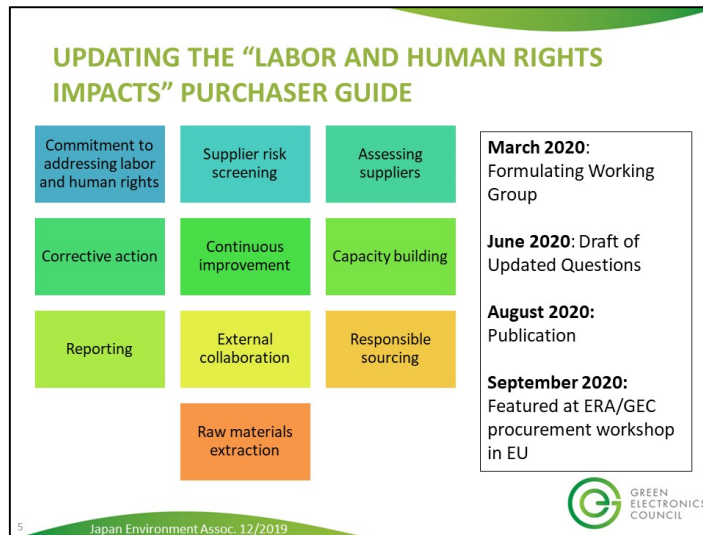 UPDATING THE “LABOR AND HUMAN RIGHTS
IMPACTS” PURCHASER GUIDE
Commitment to
addressing labor
and human rights
Supplier risk
screening
Assessing
suppliers
Corrective action
Continuous
improvement
Capacity building
Reporting
External
collaboration
Responsible
sourcing
Raw materials
extraction
March 2020:
Formulating Working
Group
June 2020: Draft of
Updated Questions
August 2020:
Publication
September 2020:
Featured at ERA/GEC
procurement workshop
in EU
GREEN
ELECTRONICS
COUNCIL
5
Japan Environment Assoc. 12/2019